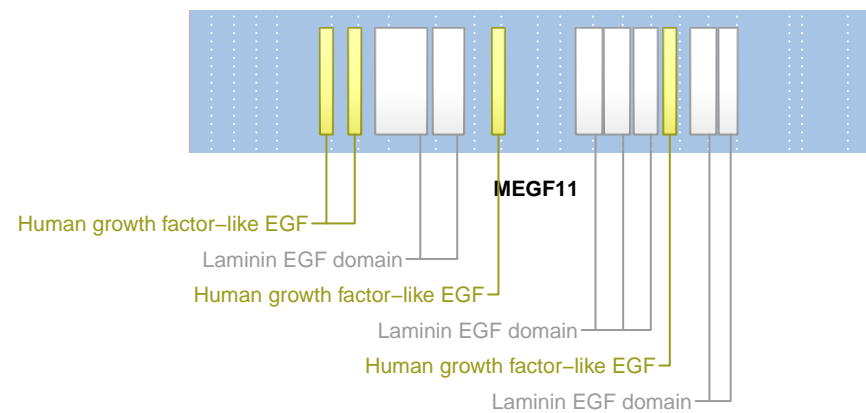 MEGF11
Human growth factor−like EGF
Laminin EGF domain
Human growth factor−like EGF
Laminin EGF domain
Human growth factor−like EGF
Laminin EGF domain